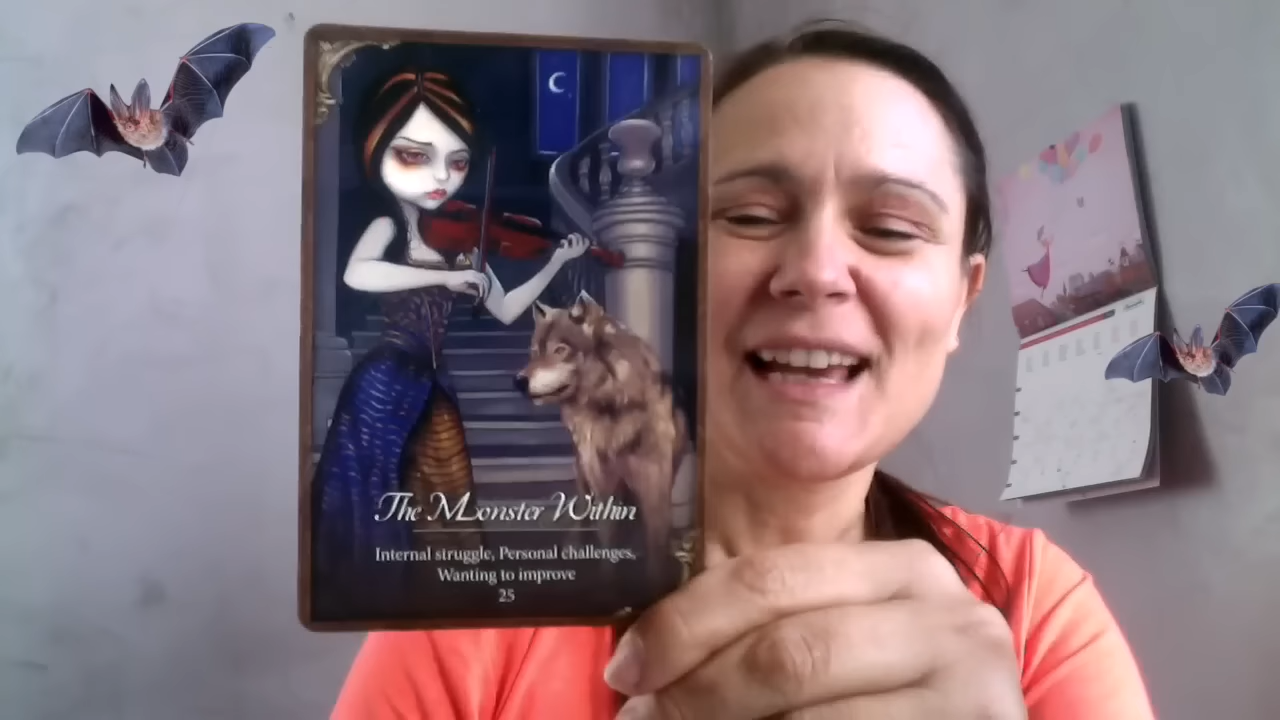 The Monster Within
Internal struggle, Personal challenges,
Wanting to improve
25